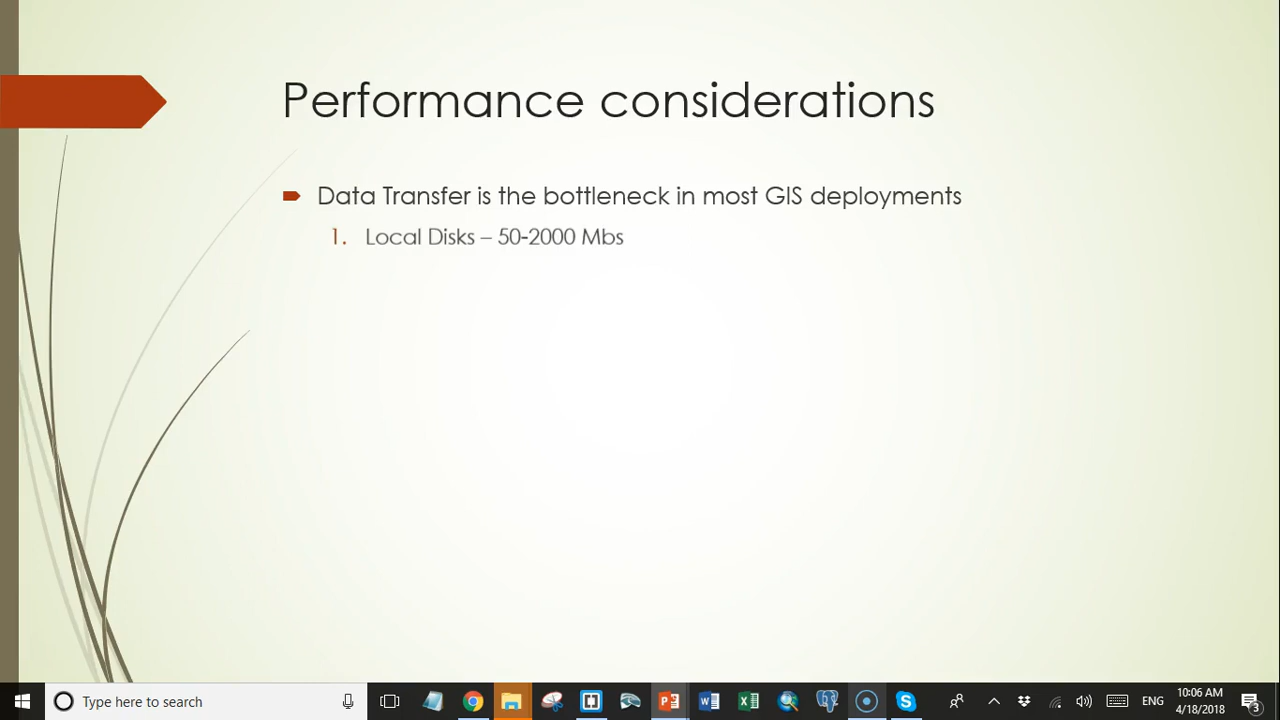 Performance considerations
Data Transfer is the bottleneck in most GIS deployments
1. Local Disks – 50-2000 Mbs
Type here to search
ENG
10:06 AM
4/18/2018
3